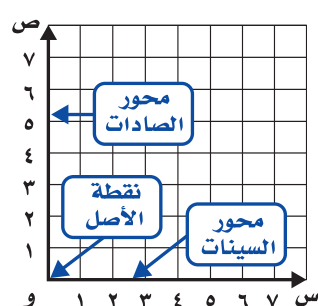 ص
٧
٦
محور
الصادات
٥
٤
٣
نقطة
الأصل
٢
محور
السينات
١
و ١ ٢ ٣ ٤ ٥ ٦ ٧ س